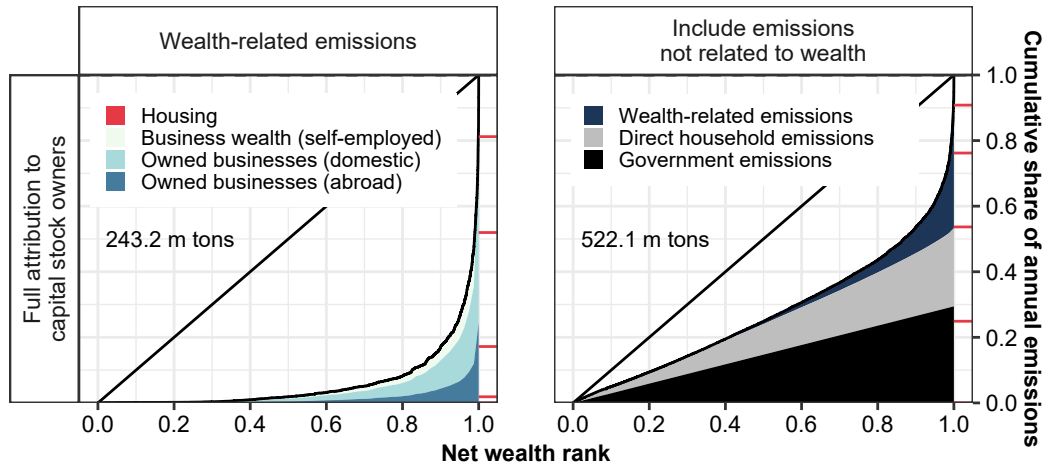 Wealth-related emissions
Include emissions
not related to wealth
Full attribution to
capital stock owners
Housing
Business wealth (self-employed)
Owned businesses (domestic)
Owned businesses (abroad)
243.2 m tons
Wealth-related emissions
Direct household emissions
Government emissions
522.1 m tons
1.0
0.8
0.6
0.4
0.2
0.0
Cumulative share of annual emissions
0.0 0.2 0.4 0.6 0.8 1.0
0.0 0.2 0.4 0.6 0.8 1.0
Net wealth rank